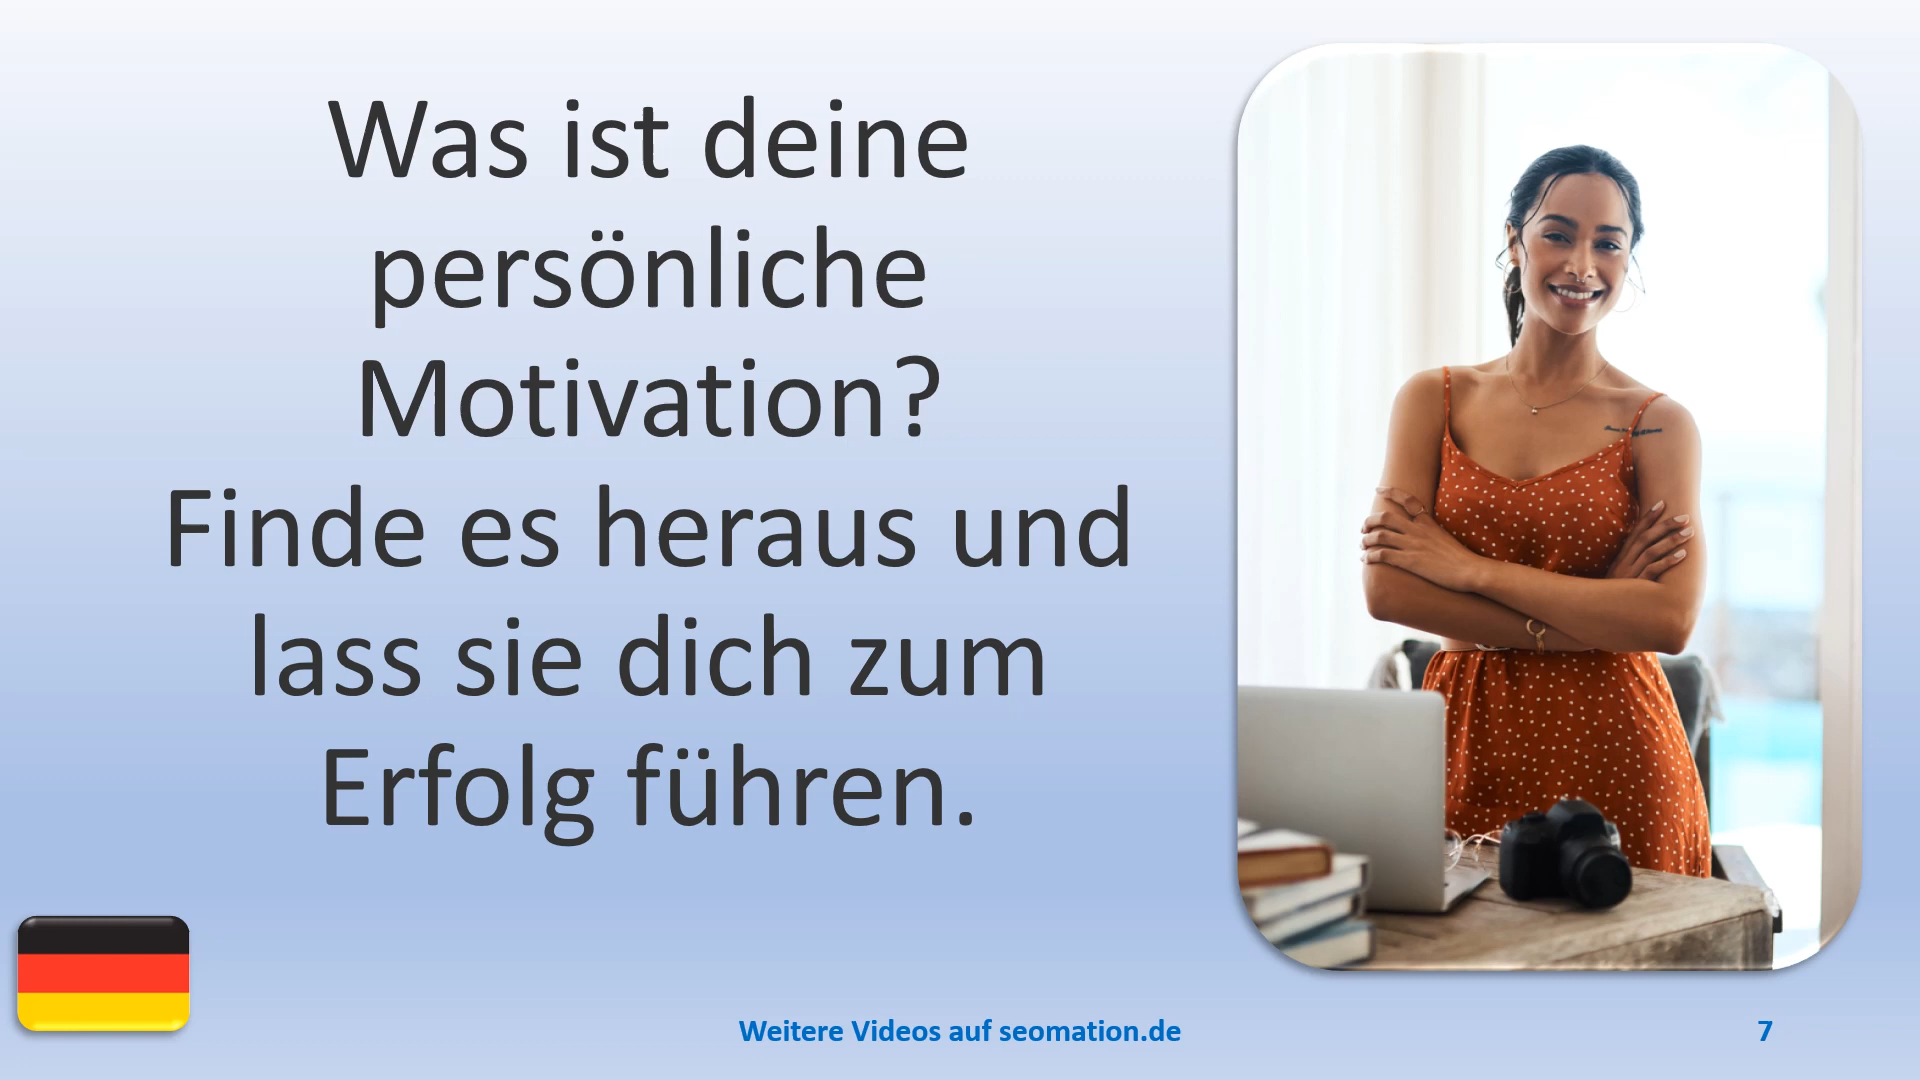 Was ist deine
persönliche
Motivation?
Finde es heraus und
lass sie dich zum
Erfolg führen.
Weitere Videos auf seomation.de
7